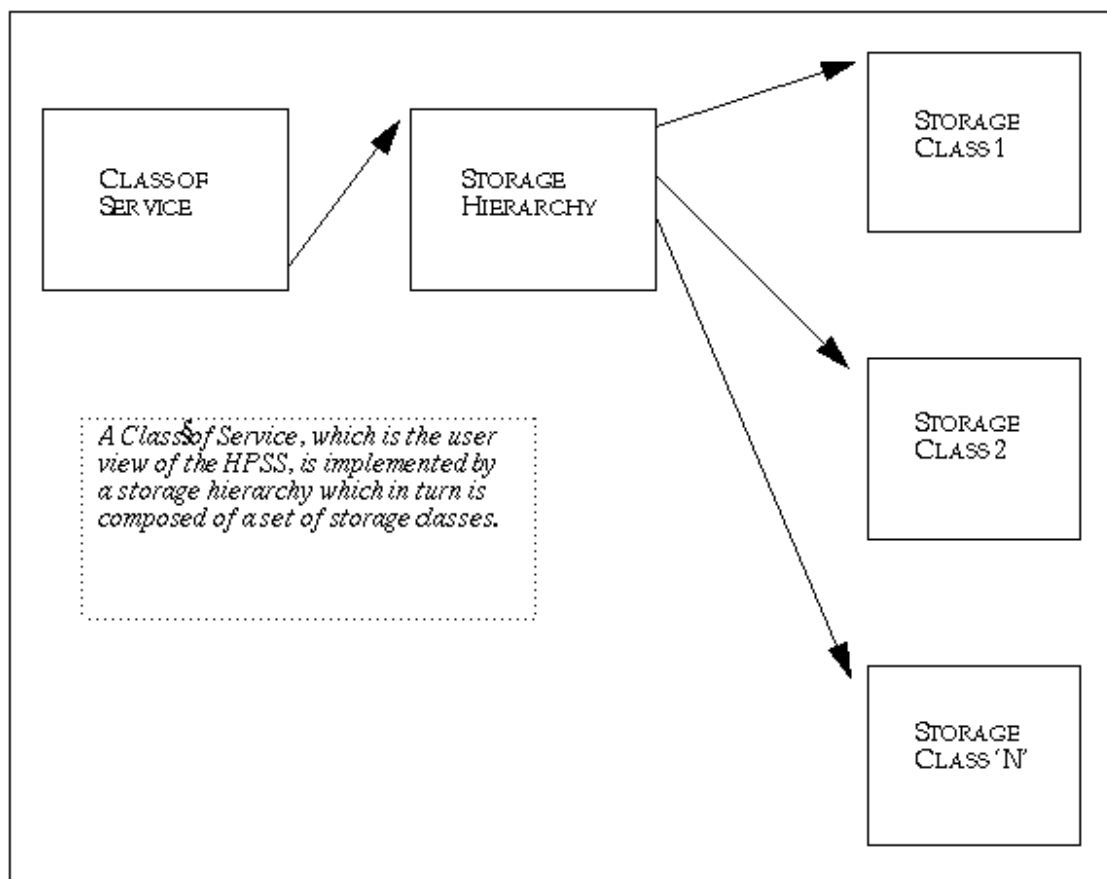 CLASS OF
SERVICE
STORAGE
HIERARCHY
STORAGE
CLASS 1
STORAGE
CLASS 2
STORAGE
CLASS ‘N’
A Class§of Service, which is the user
view of the HPSS, is implemented by
a storage hierarchy which in turn is
composed of a set of storage classes.